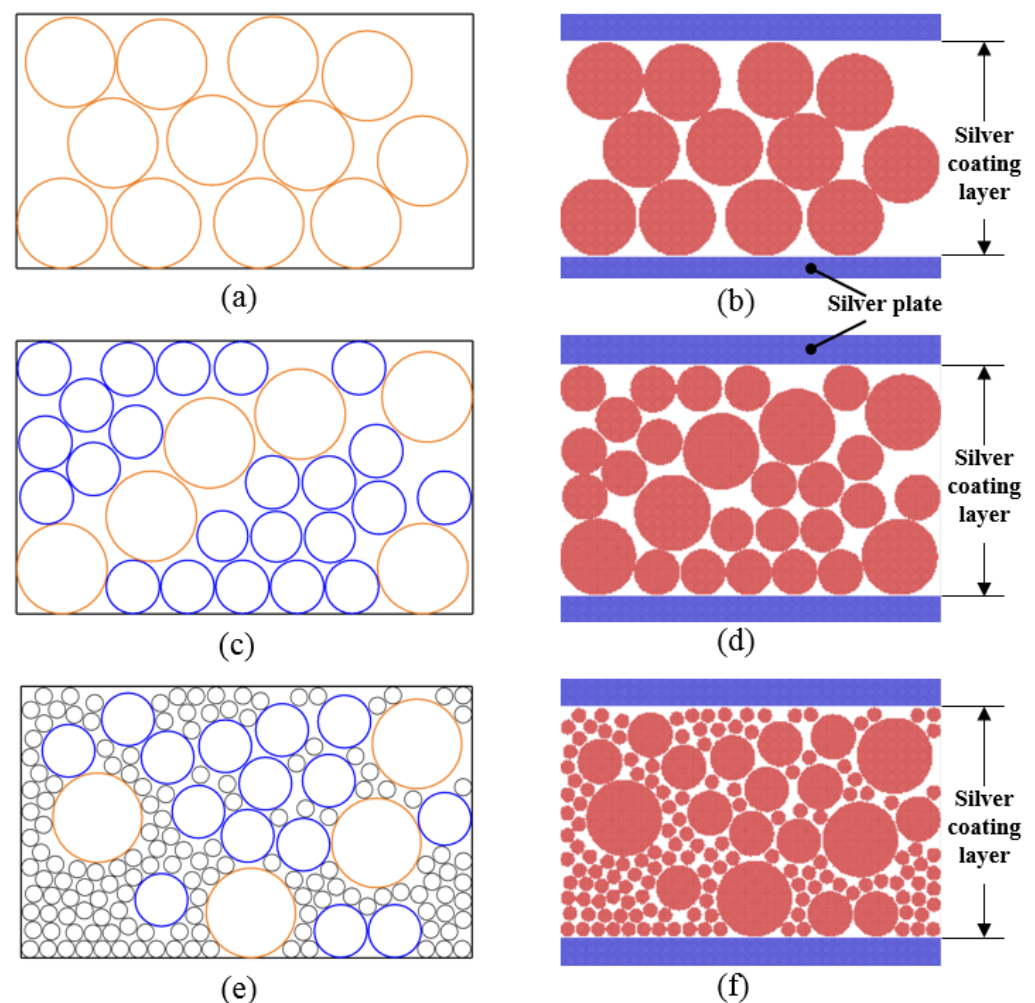 Silver
coating
layer
(a)
(b)
Silver plate
Silver
coating
layer
(c)
(d)
Silver
coating
layer
(e)
(f)